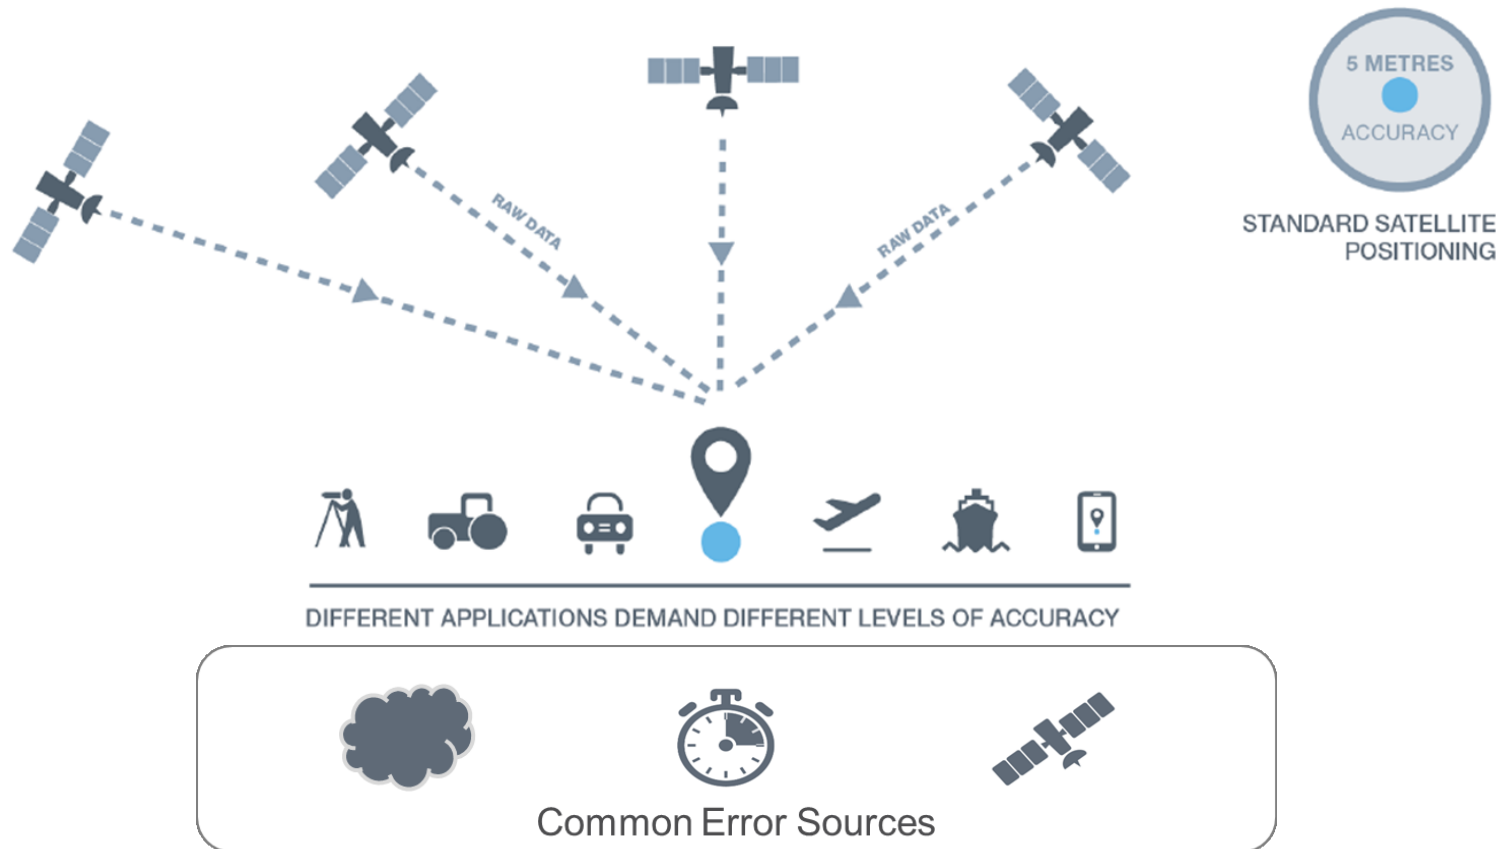 5 METRES
ACCURACY
STANDARD SATELLITE
POSITIONING
RAW DATA
RAW DATA
DIFFERENT APPLICATIONS DEMAND DIFFERENT LEVELS OF ACCURACY
Common Error Sources